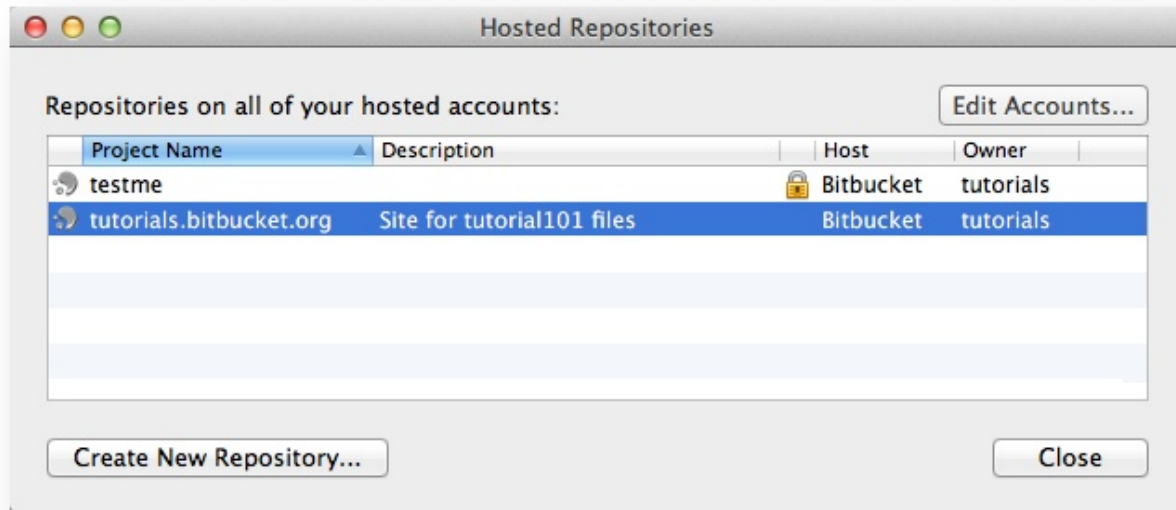 Hosted Repositories
Repositories on all of your hosted accounts:
Edit Accounts...
Project Name Description Host Owner
testme Bitbucket tutorials
tutorials.bitbucket.org Site for tutorial101 files Bitbucket tutorials
Create New Repository...
Close